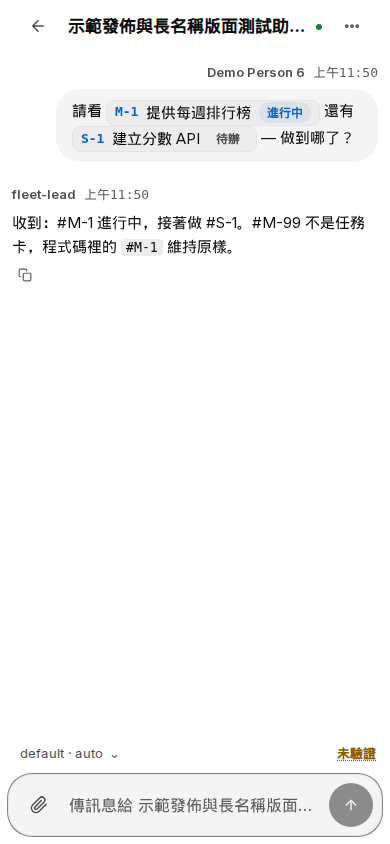 示範發佈與長名稱版面測試助…
Demo Person 6 上午11:50
請看 M-1 提供每週排行榜 進行中 還有
S-1 建立分數 API 待辦 — 做到哪了？
fleet-lead 上午11:50
收到：#M-1 進行中，接著做 #S-1。#M-99 不是任務
卡，程式碼裡的 #M-1 維持原樣。
default · auto
未驗證
傳訊息給 示範發佈與長名稱版面…